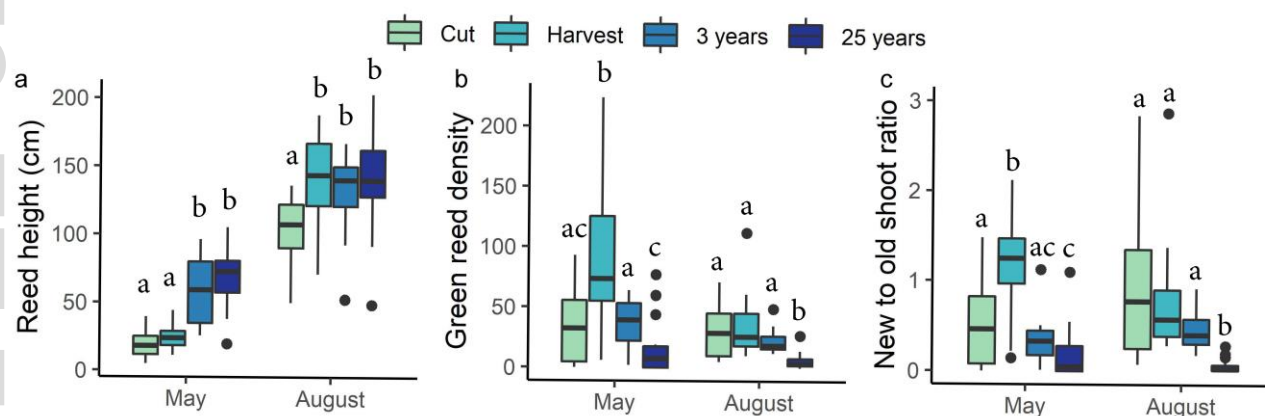 Cut Harvest 3 years 25 years
a
Reed height (cm)
200
150
100
50
0
a a b b
a b b b
May August
b
Green reed density
200
150
100
50
0
ac b a c
a a a b
May August
c
New to old shoot ratio
3
2
1
0
a b ac c
a a a b
May August